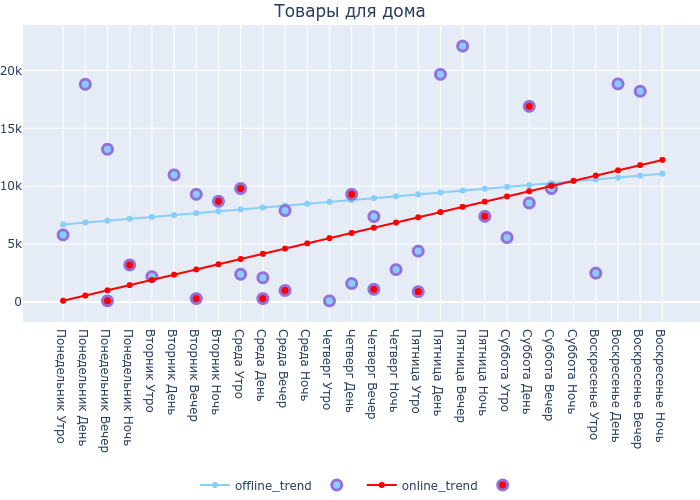 Товары для дома
20k
15k
10k
5k
0
Понедельник Утро
Понедельник День
Понедельник Вечер
Понедельник Ночь
Вторник Утро
Вторник День
Вторник Вечер
Вторник Ночь
Среда Утро
Среда День
Среда Вечер
Среда Ночь
Четверг Утро
Четверг День
Четверг Вечер
Четверг Ночь
Пятница Утро
Пятница День
Пятница Вечер
Пятница Ночь
Суббота Утро
Суббота День
Суббота Вечер
Суббота Ночь
Воскресенье Утро
Воскресенье День
Воскресенье Вечер
Воскресенье Ночь
offline_trend
online_trend